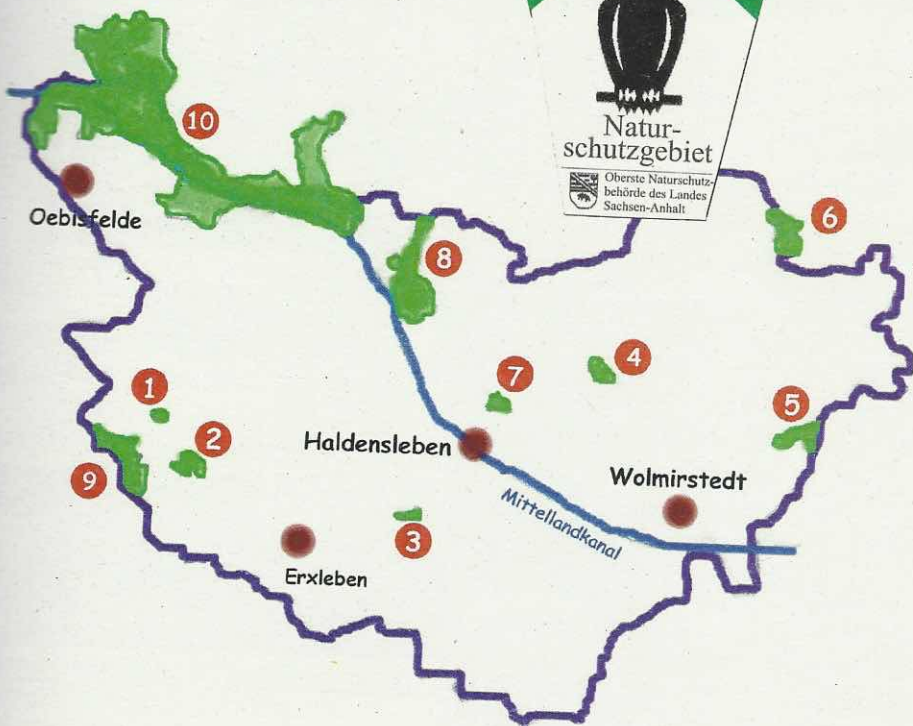 Natur-
schutzgebiet
Oberste Naturschutz-
behörde des Landes
Sachsen-Anhalt
10
Oebisfelde
6
8
4
7
1
5
2
Haldensleben
Wolmirstedt
9
Mittellandkanal
3
Erxleben